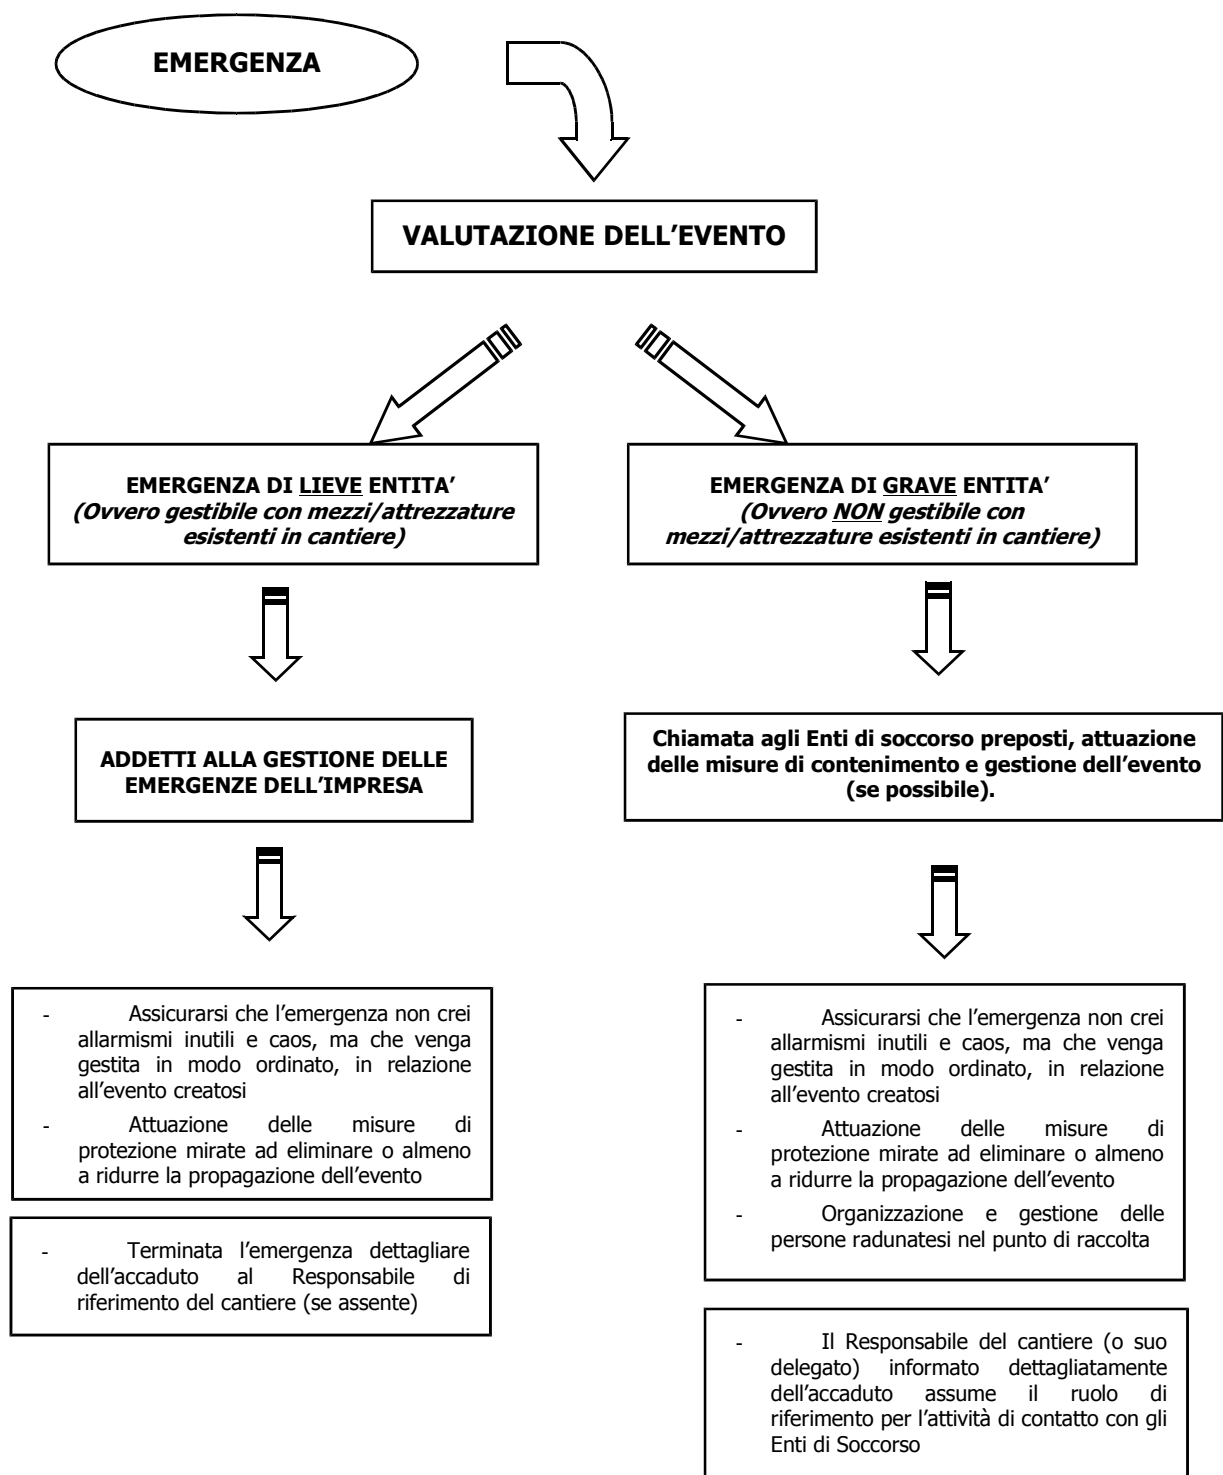 EMERGENZA
VALUTAZIONE DELL’EVENTO
EMERGENZA DI LIEVE ENTITA’
(Ovvero gestibile con mezzi/attrezzature
esistenti in cantiere)
EMERGENZA DI GRAVE ENTITA’
(Ovvero NON gestibile con
mezzi/attrezzature esistenti in cantiere)
ADDETTI ALLA GESTIONE DELLE
EMERGENZE DELL’IMPRESA
Chiamata agli Enti di soccorso preposti, attuazione
delle misure di contenimento e gestione dell’evento
(se possibile).
- Assicurarsi che l’emergenza non crei
allarmismi inutili e caos, ma che venga
gestita in modo ordinato, in relazione
all’evento creatosi
- Attuazione delle misure di
protezione mirate ad eliminare o almeno
a ridurre la propagazione dell’evento
- Terminata l’emergenza dettagliare
dell’accaduto al Responsabile di
riferimento del cantiere (se assente)
- Assicurarsi che l’emergenza non crei
allarmismi inutili e caos, ma che venga
gestita in modo ordinato, in relazione
all’evento creatosi
- Attuazione delle misure di
protezione mirate ad eliminare o almeno
a ridurre la propagazione dell’evento
- Organizzazione e gestione delle
persone radunatesi nel punto di raccolta
- Il Responsabile del cantiere (o suo
delegato) informato dettagliatamente
dell’accaduto assume il ruolo di
riferimento per l’attività di contatto con gli
Enti di Soccorso